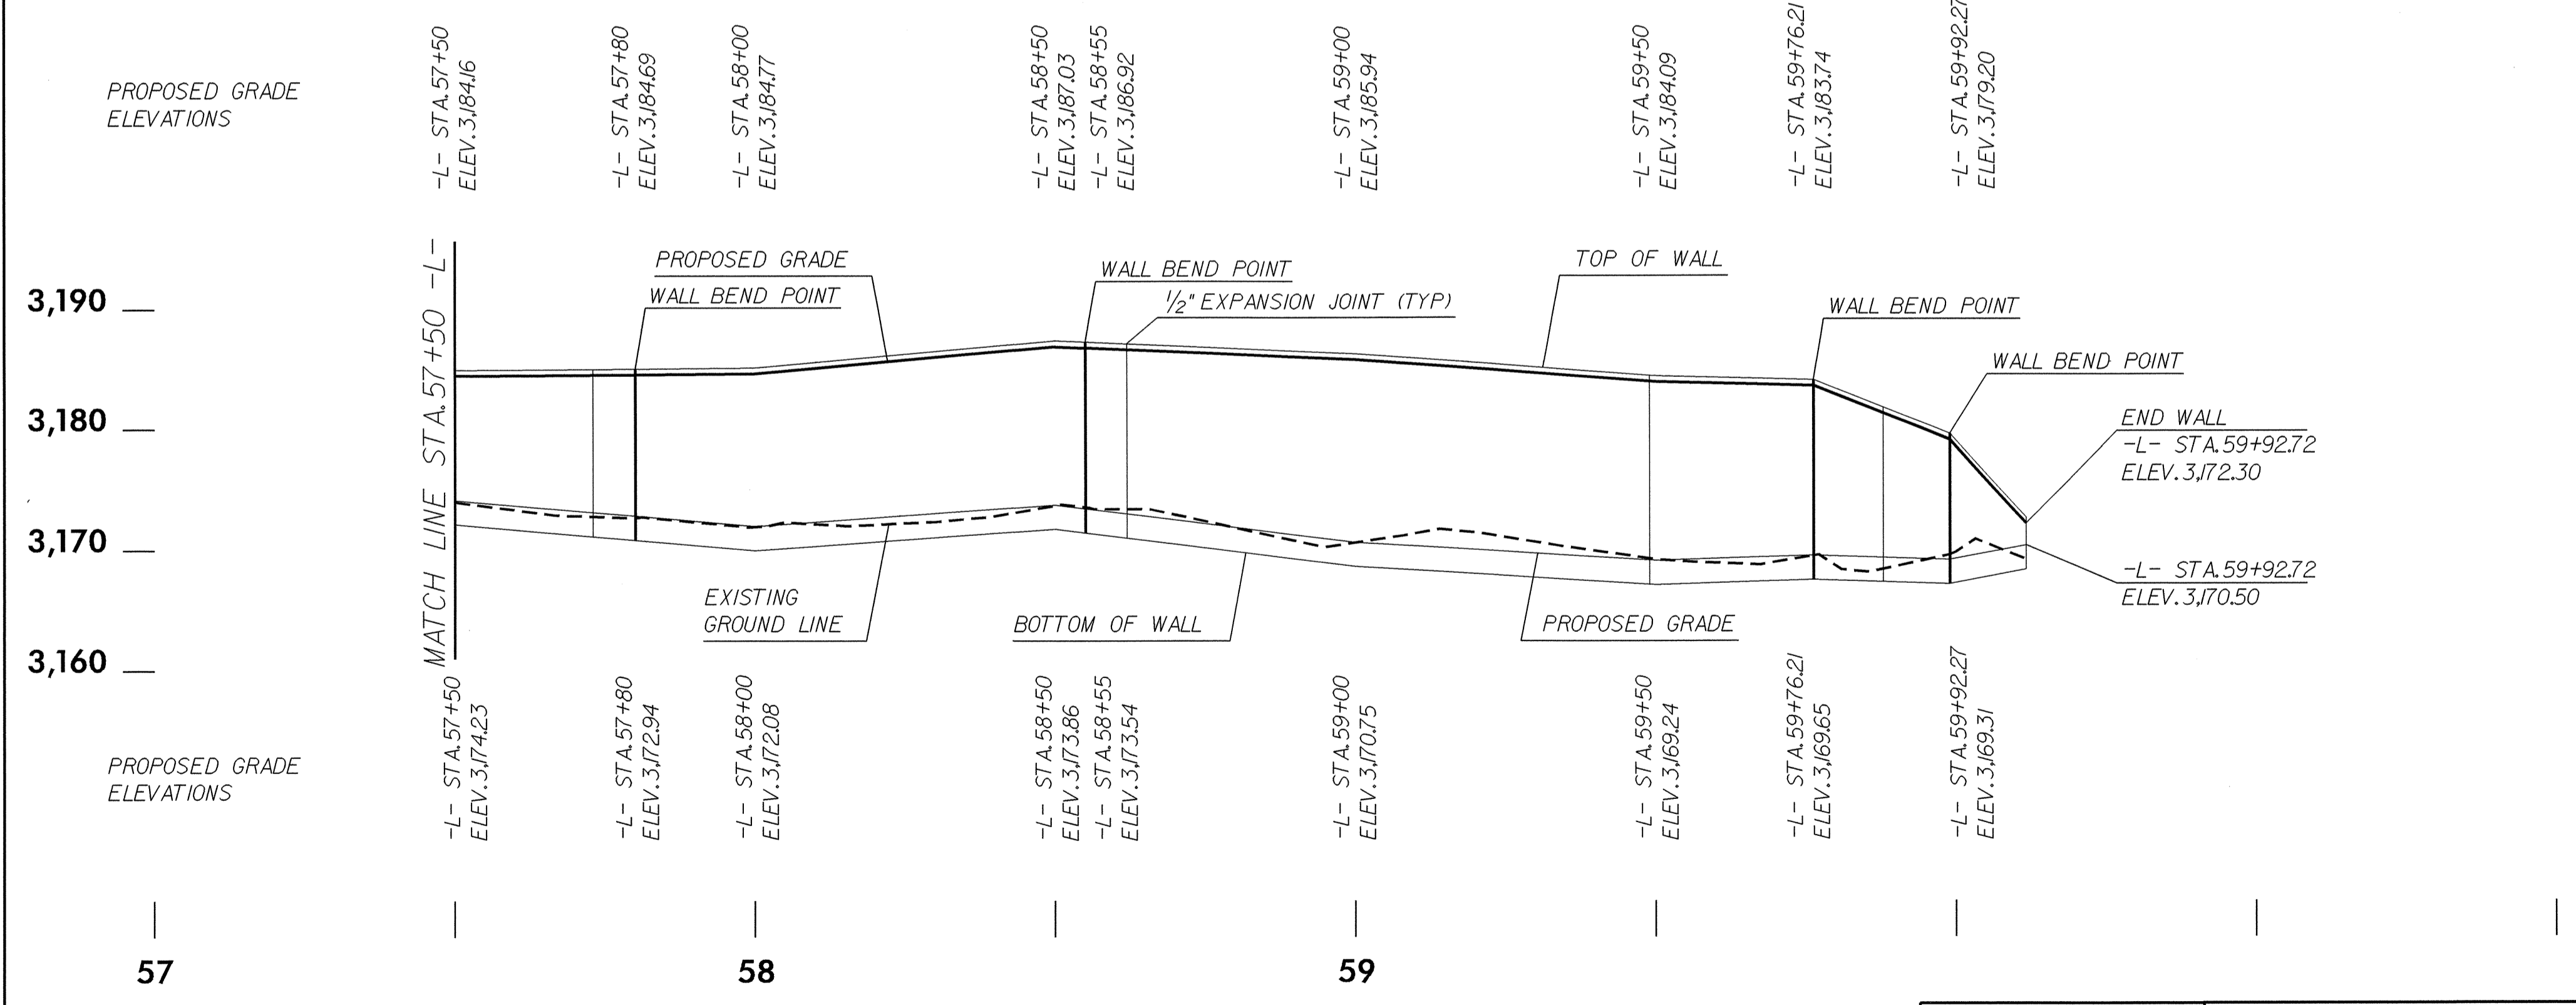 PROPOSED GRADE
ELEVATIONS
-L- STA.57+50
ELEV.3,184.16
-L- STA.57+80
ELEV.3,184.69
-L- STA.58+00
ELEV.3,184.77
-L- STA.58+50
ELEV.3,187.03
-L- STA.58+55
ELEV.3,186.92
-L- STA.59+00
ELEV.3,185.94
-L- STA.59+50
ELEV.3,184.09
-L- STA.59+76.21
ELEV.3,183.74
-L- STA.59+92.27
ELEV.3,179.20
MATCH LINE STA.57+50 -L-
PROPOSED GRADE
WALL BEND POINT
WALL BEND POINT
1/2" EXPANSION JOINT (TYP)
TOP OF WALL
WALL BEND POINT
WALL BEND POINT
END WALL
-L- STA.59+92.72
ELEV.3,172.30
3,190
3,180
3,170
3,160
EXISTING
GROUND LINE
BOTTOM OF WALL
PROPOSED GRADE
-L- STA.59+92.72
ELEV.3,170.50
PROPOSED GRADE
ELEVATIONS
-L- STA.57+50
ELEV.3,174.23
-L- STA.57+80
ELEV.3,172.94
-L- STA.58+00
ELEV.3,172.08
-L- STA.58+50
ELEV.3,173.86
-L- STA.58+55
ELEV.3,173.54
-L- STA.59+00
ELEV.3,170.75
-L- STA.59+50
ELEV.3,169.24
-L- STA.59+76.21
ELEV.3,169.65
-L- STA.59+92.27
ELEV.3,169.31
57
58
59